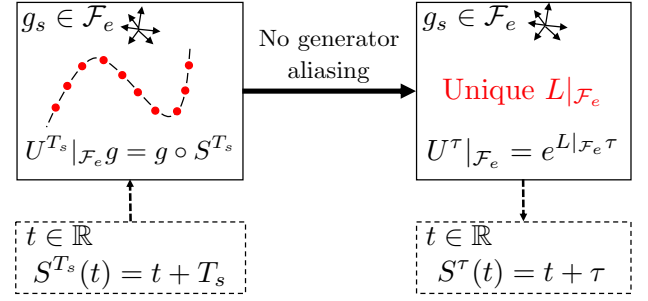 g_s ∈ 𝓕_e
U^{T_s}|_{𝓕_e} g = g ∘ S^{T_s}
t ∈ ℝ
S^{T_s}(t) = t + T_s
No generator
aliasing
g_s ∈ 𝓕_e
Unique L|_{𝓕_e}
U^τ|_{𝓕_e} = e^{L|_{𝓕_e} τ}
t ∈ ℝ
S^τ(t) = t + τ